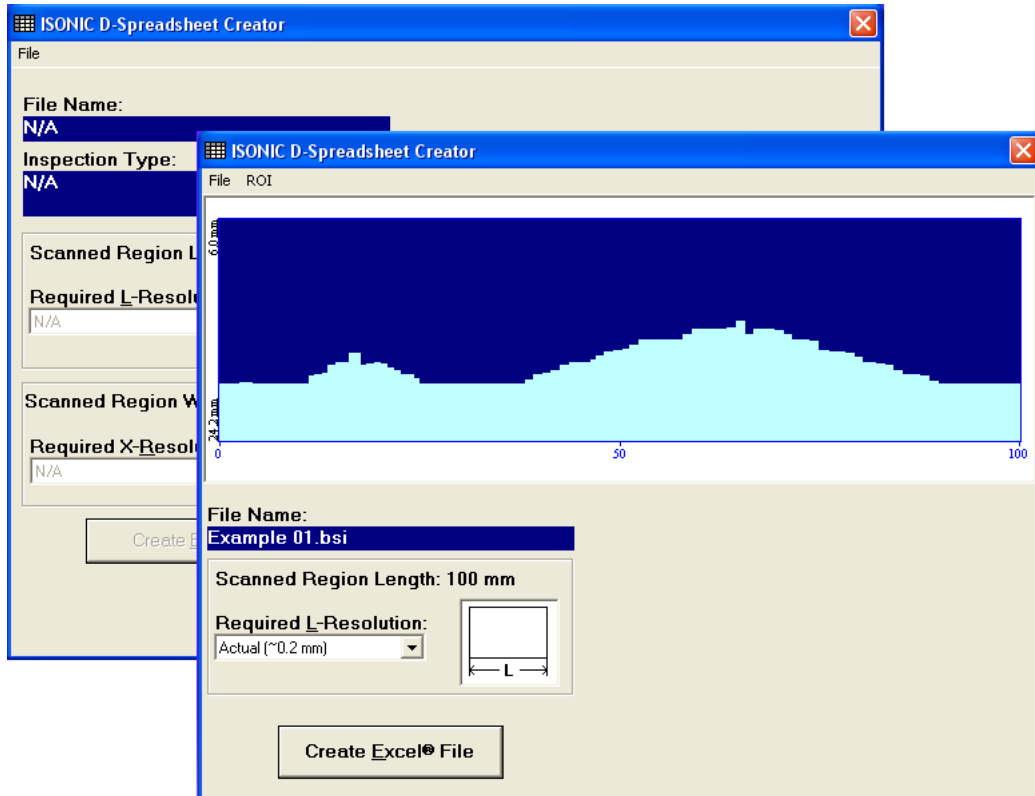 ISONIC D-Spreadsheet Creator
File
File Name:
N/A
Inspection Type:
N/A
Scanned Region L
Required L-Resolu
N/A
Scanned Region W
Required X-Resolu
N/A
Create E
ISONIC D-Spreadsheet Creator
File ROI
6.0 mm
24.2 mm
0 50 100
File Name:
Example 01.bsi
Scanned Region Length: 100 mm
Required L-Resolution:
Actual (~0.2 mm)
L
Create Excel® File